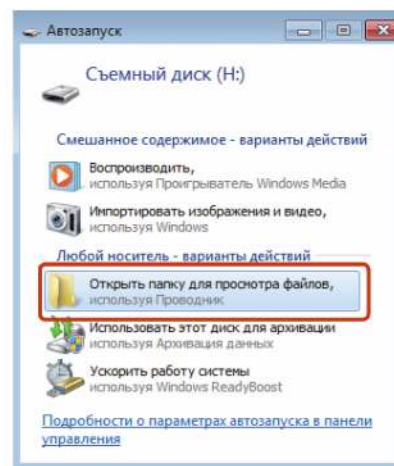 Автозапуск
Съемный диск (H:)
Смешанное содержимое - варианты действий
Воспроизводить,
используя Проигрыватель Windows Media
Импортировать изображения и видео,
используя Windows
Любой носитель - варианты действий
Открыть папку для просмотра файлов,
используя Проводник
Использовать этот диск для архивации
используя Архивация данных
Ускорить работу системы
используя Windows ReadyBoost
Подробности о параметрах автозапуска в панели
управления